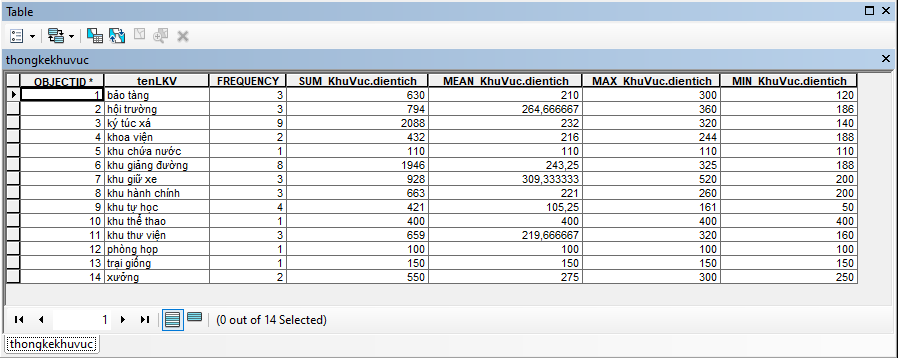 Table
thongkekhuvuc
OBJECTID * tenLKV FREQUENCY SUM_KhuVuc.dientich MEAN_KhuVuc.dientich MAX_KhuVuc.dientich MIN_KhuVuc.dientich
1 bảo tàng 3 630 210 300 120
2 hội trường 3 794 264,666667 360 186
3 ký túc xá 9 2088 232 320 140
4 khoa viện 2 432 216 244 188
5 khu chứa nước 1 110 110 110 110
6 khu giảng đường 8 1946 243,25 325 188
7 khu giữ xe 3 928 309,333333 520 200
8 khu hành chính 3 663 221 260 200
9 khu tự học 4 421 105,25 161 50
10 khu thể thao 1 400 400 400 400
11 khu thư viện 3 659 219,666667 320 160
12 phòng họp 1 100 100 100 100
13 trại giống 1 150 150 150 150
14 xưởng 2 550 275 300 250
1 (0 out of 14 Selected)
thongkekhuvuc